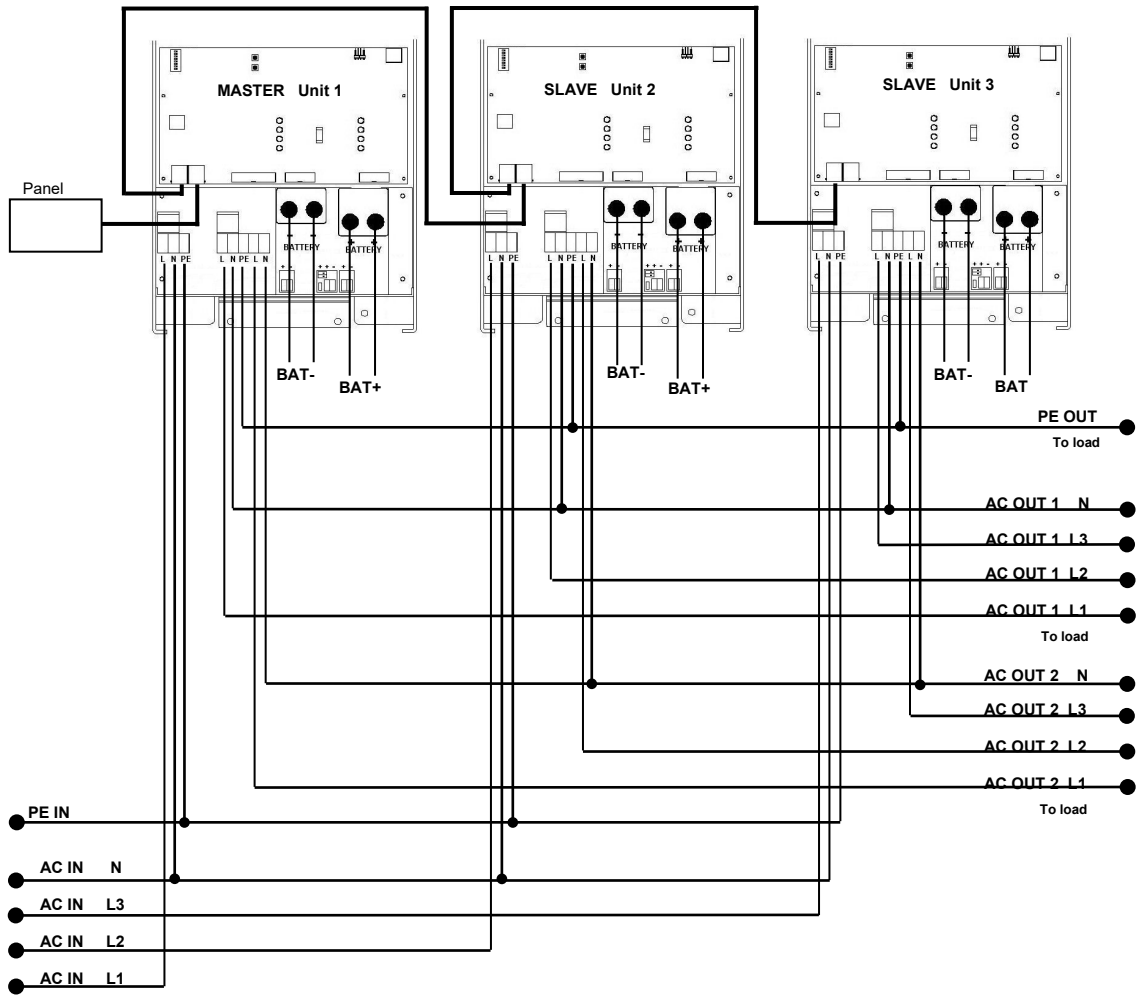 MASTER Unit 1
SLAVE Unit 2
SLAVE Unit 3
Panel
BATTERY
BATTERY
BATTERY
BATTERY
BATTERY
BATTERY
L N PE
L N PE L N
L N PE
L N PE L N
L N PE
L N PE L N
+ - + + - + -
+ - + + - + -
+ - + + - + -
BAT-
BAT+
BAT-
BAT+
BAT-
BAT
PE OUT
To load
AC OUT 1 N
AC OUT 1 L3
AC OUT 1 L2
AC OUT 1 L1
To load
AC OUT 2 N
AC OUT 2 L3
AC OUT 2 L2
AC OUT 2 L1
To load
PE IN
AC IN N
AC IN L3
AC IN L2
AC IN L1